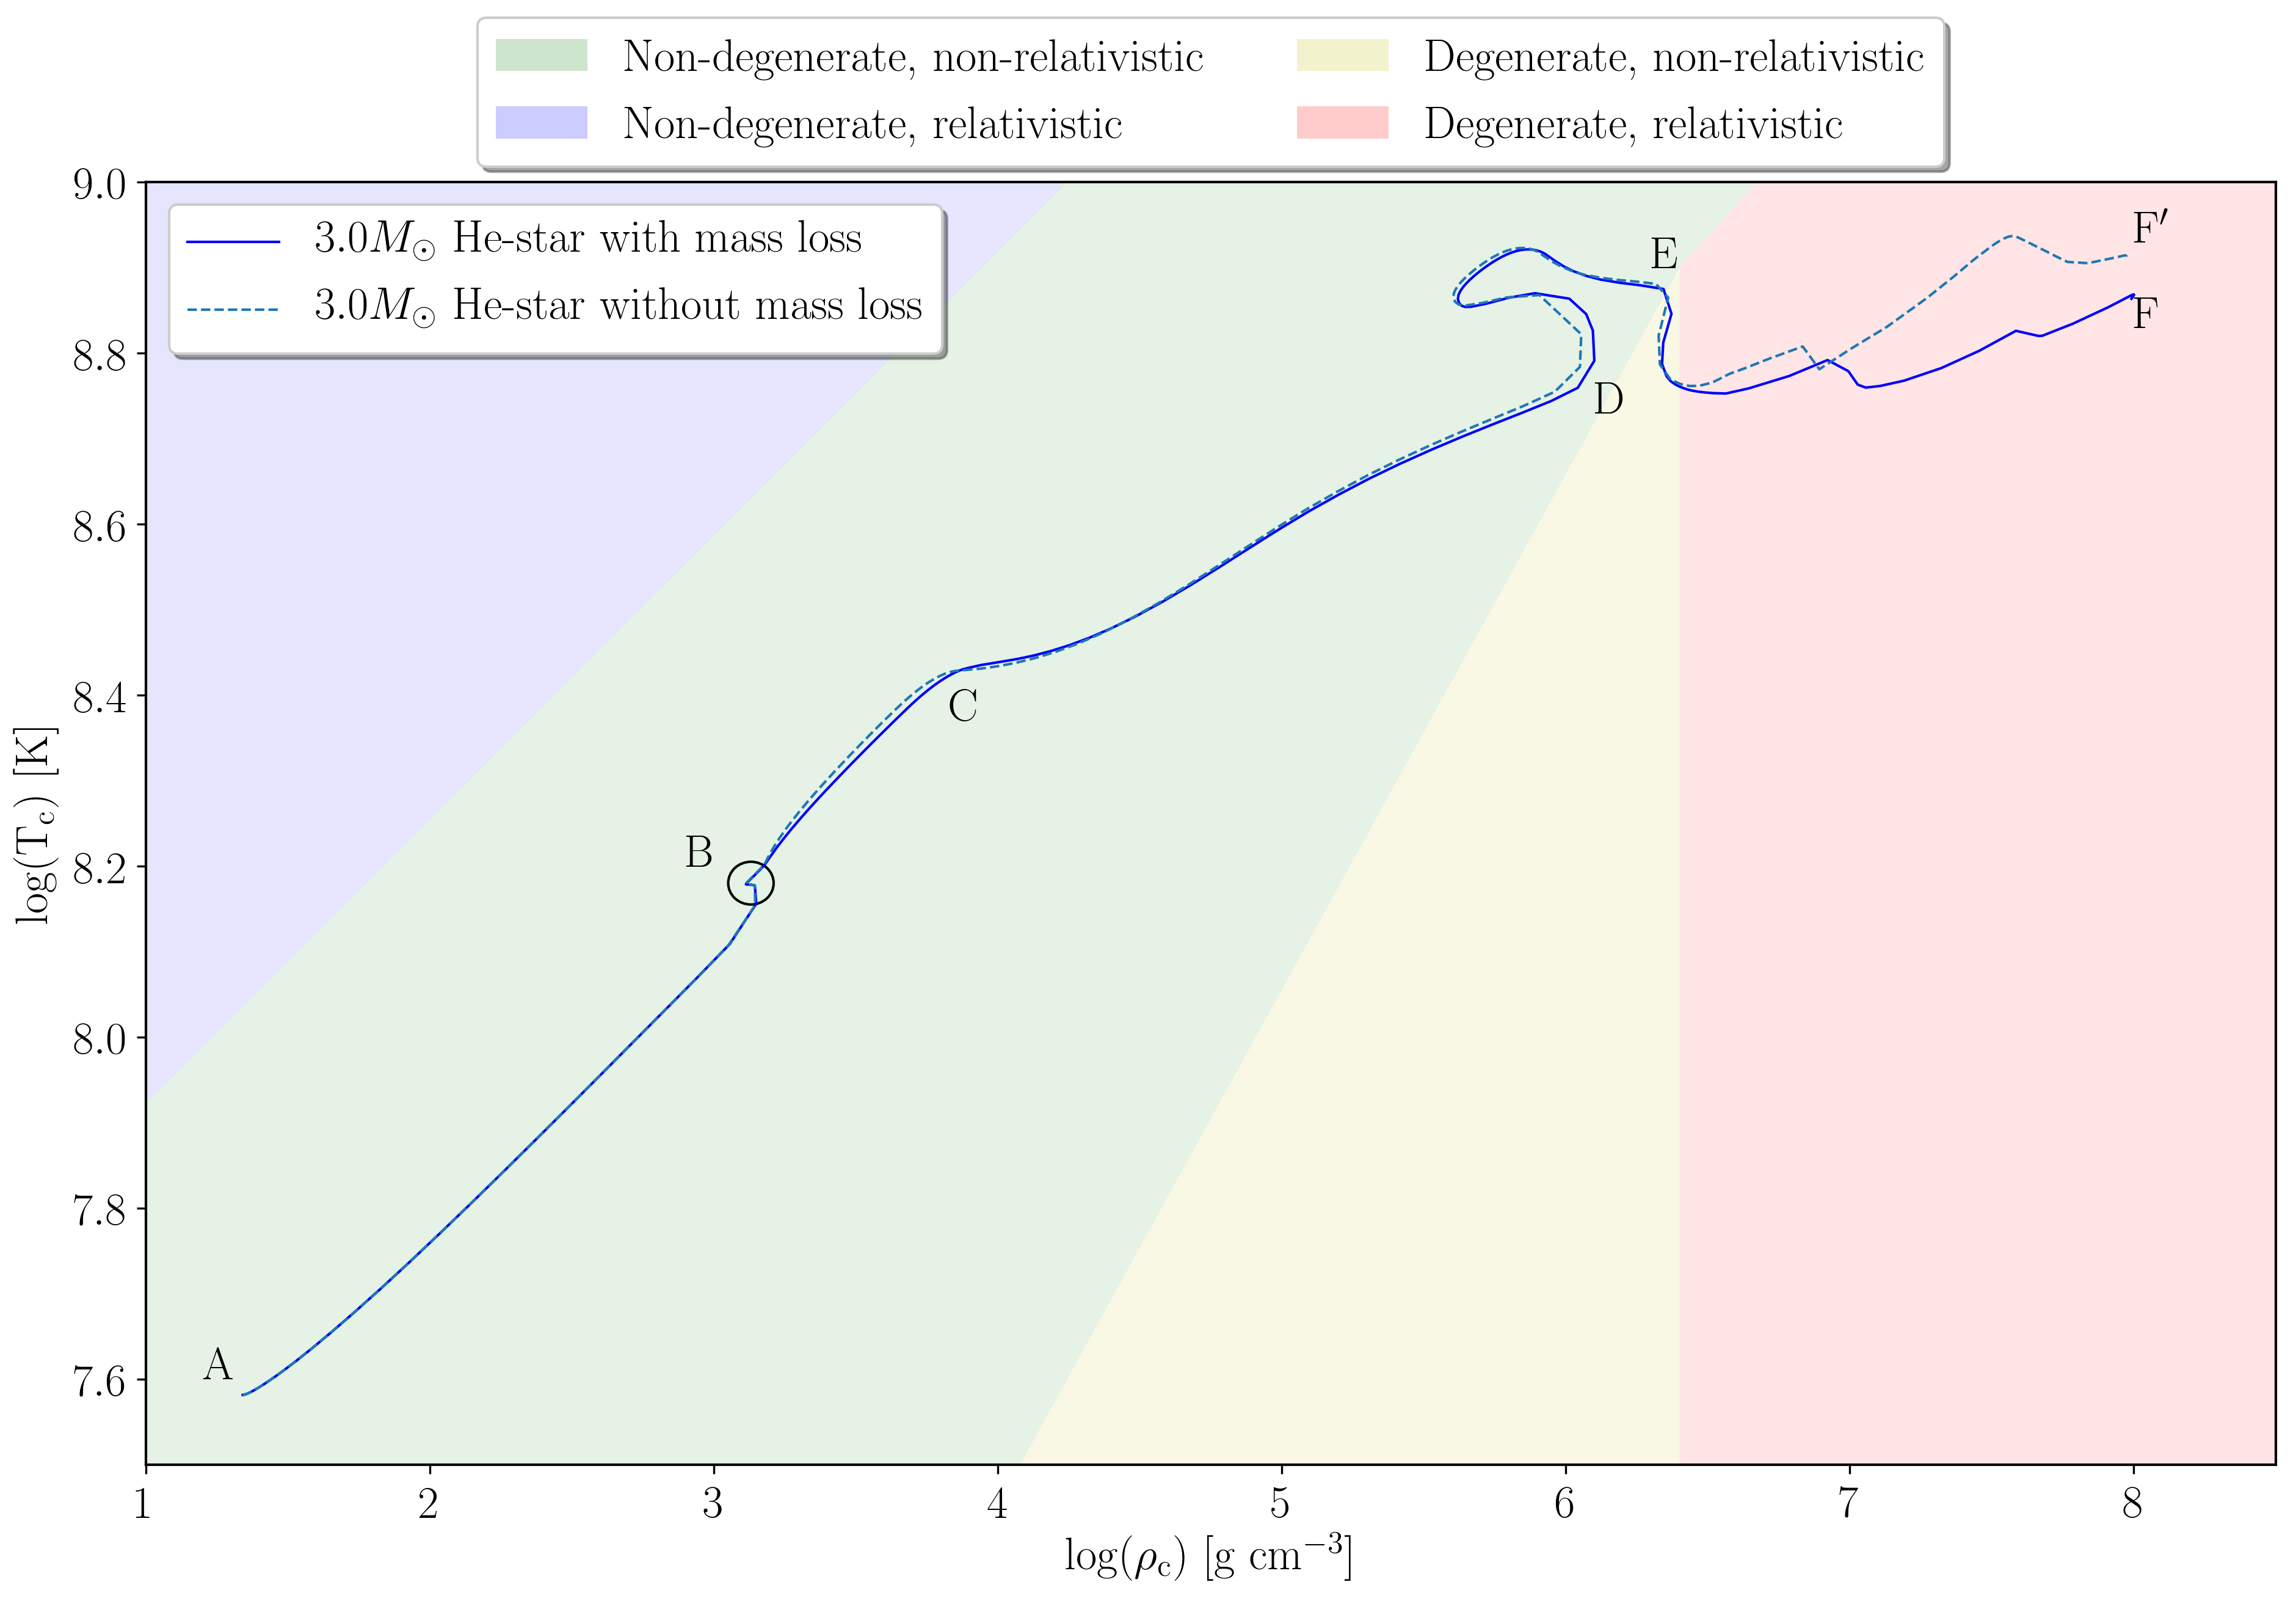 Non-degenerate, non-relativistic
Degenerate, non-relativistic
Non-degenerate, relativistic
Degenerate, relativistic
3.0M⊙ He-star with mass loss
3.0M⊙ He-star without mass loss
9.0
8.8
8.6
8.4
8.2
8.0
7.8
7.6
log(T_c) [K]
A
B
C
D
E
F′
F
1 2 3 4 5 6 7 8
log(ρ_c) [g cm⁻³]